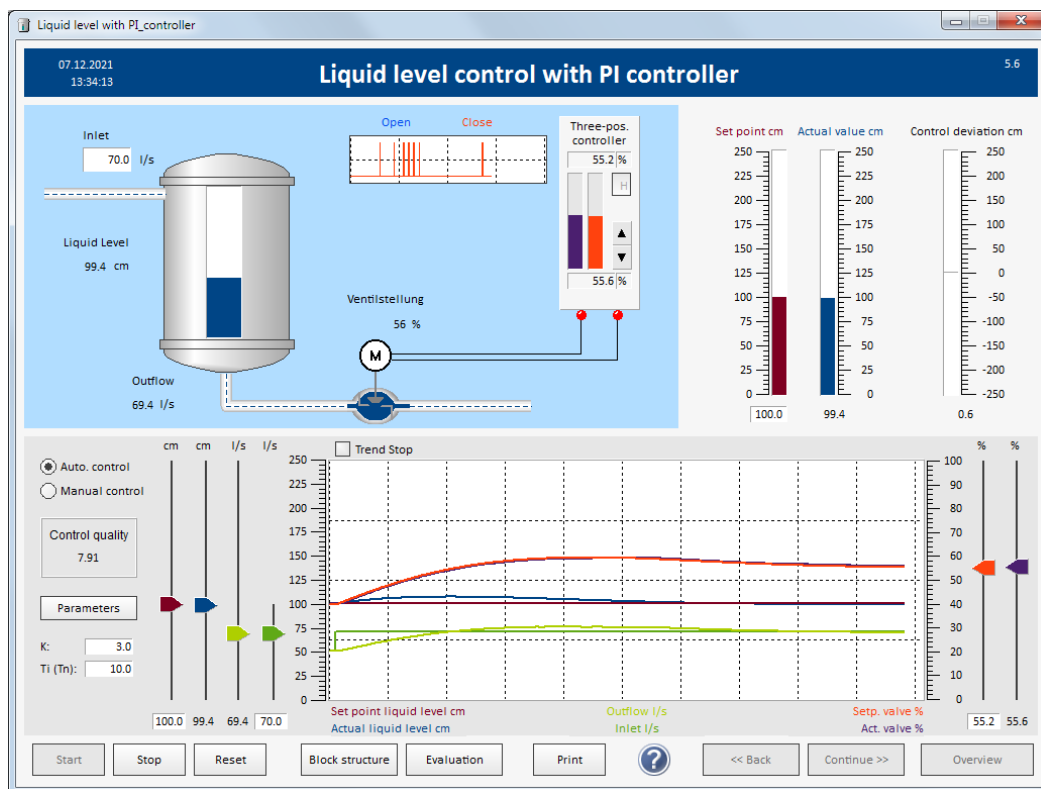 Liquid level with PI_controller
07.12.2021
13:34:13
Liquid level control with PI controller
5.6
Inlet
70.0 l/s
Liquid Level
99.4 cm
Outflow
69.4 l/s
Open Close
Ventilstellung
56 %
M
Three-pos.
controller
55.2 %
H
55.6 %
Set point cm Actual value cm Control deviation cm
250 250 250
225 225 200
200 200 150
175 175 100
150 150 50
125 125 0
100 100 -50
75 75 -100
50 50 -150
25 25 -200
0 0 -250
100.0 99.4 0.6
Auto. control
Manual control
Control quality
7.91
Parameters
K: 3.0
Ti (Tn): 10.0
cm cm l/s l/s
100.0 99.4 69.4 70.0
Trend Stop
250 100
225 90
200 80
175 70
150 60
125 50
100 40
75 30
50 20
25 10
0 0
Set point liquid level cm Outflow l/s Setp. valve %
Actual liquid level cm Inlet l/s Act. valve %
% %
55.2 55.6
Start Stop Reset Block structure Evaluation Print ? << Back Continue >> Overview